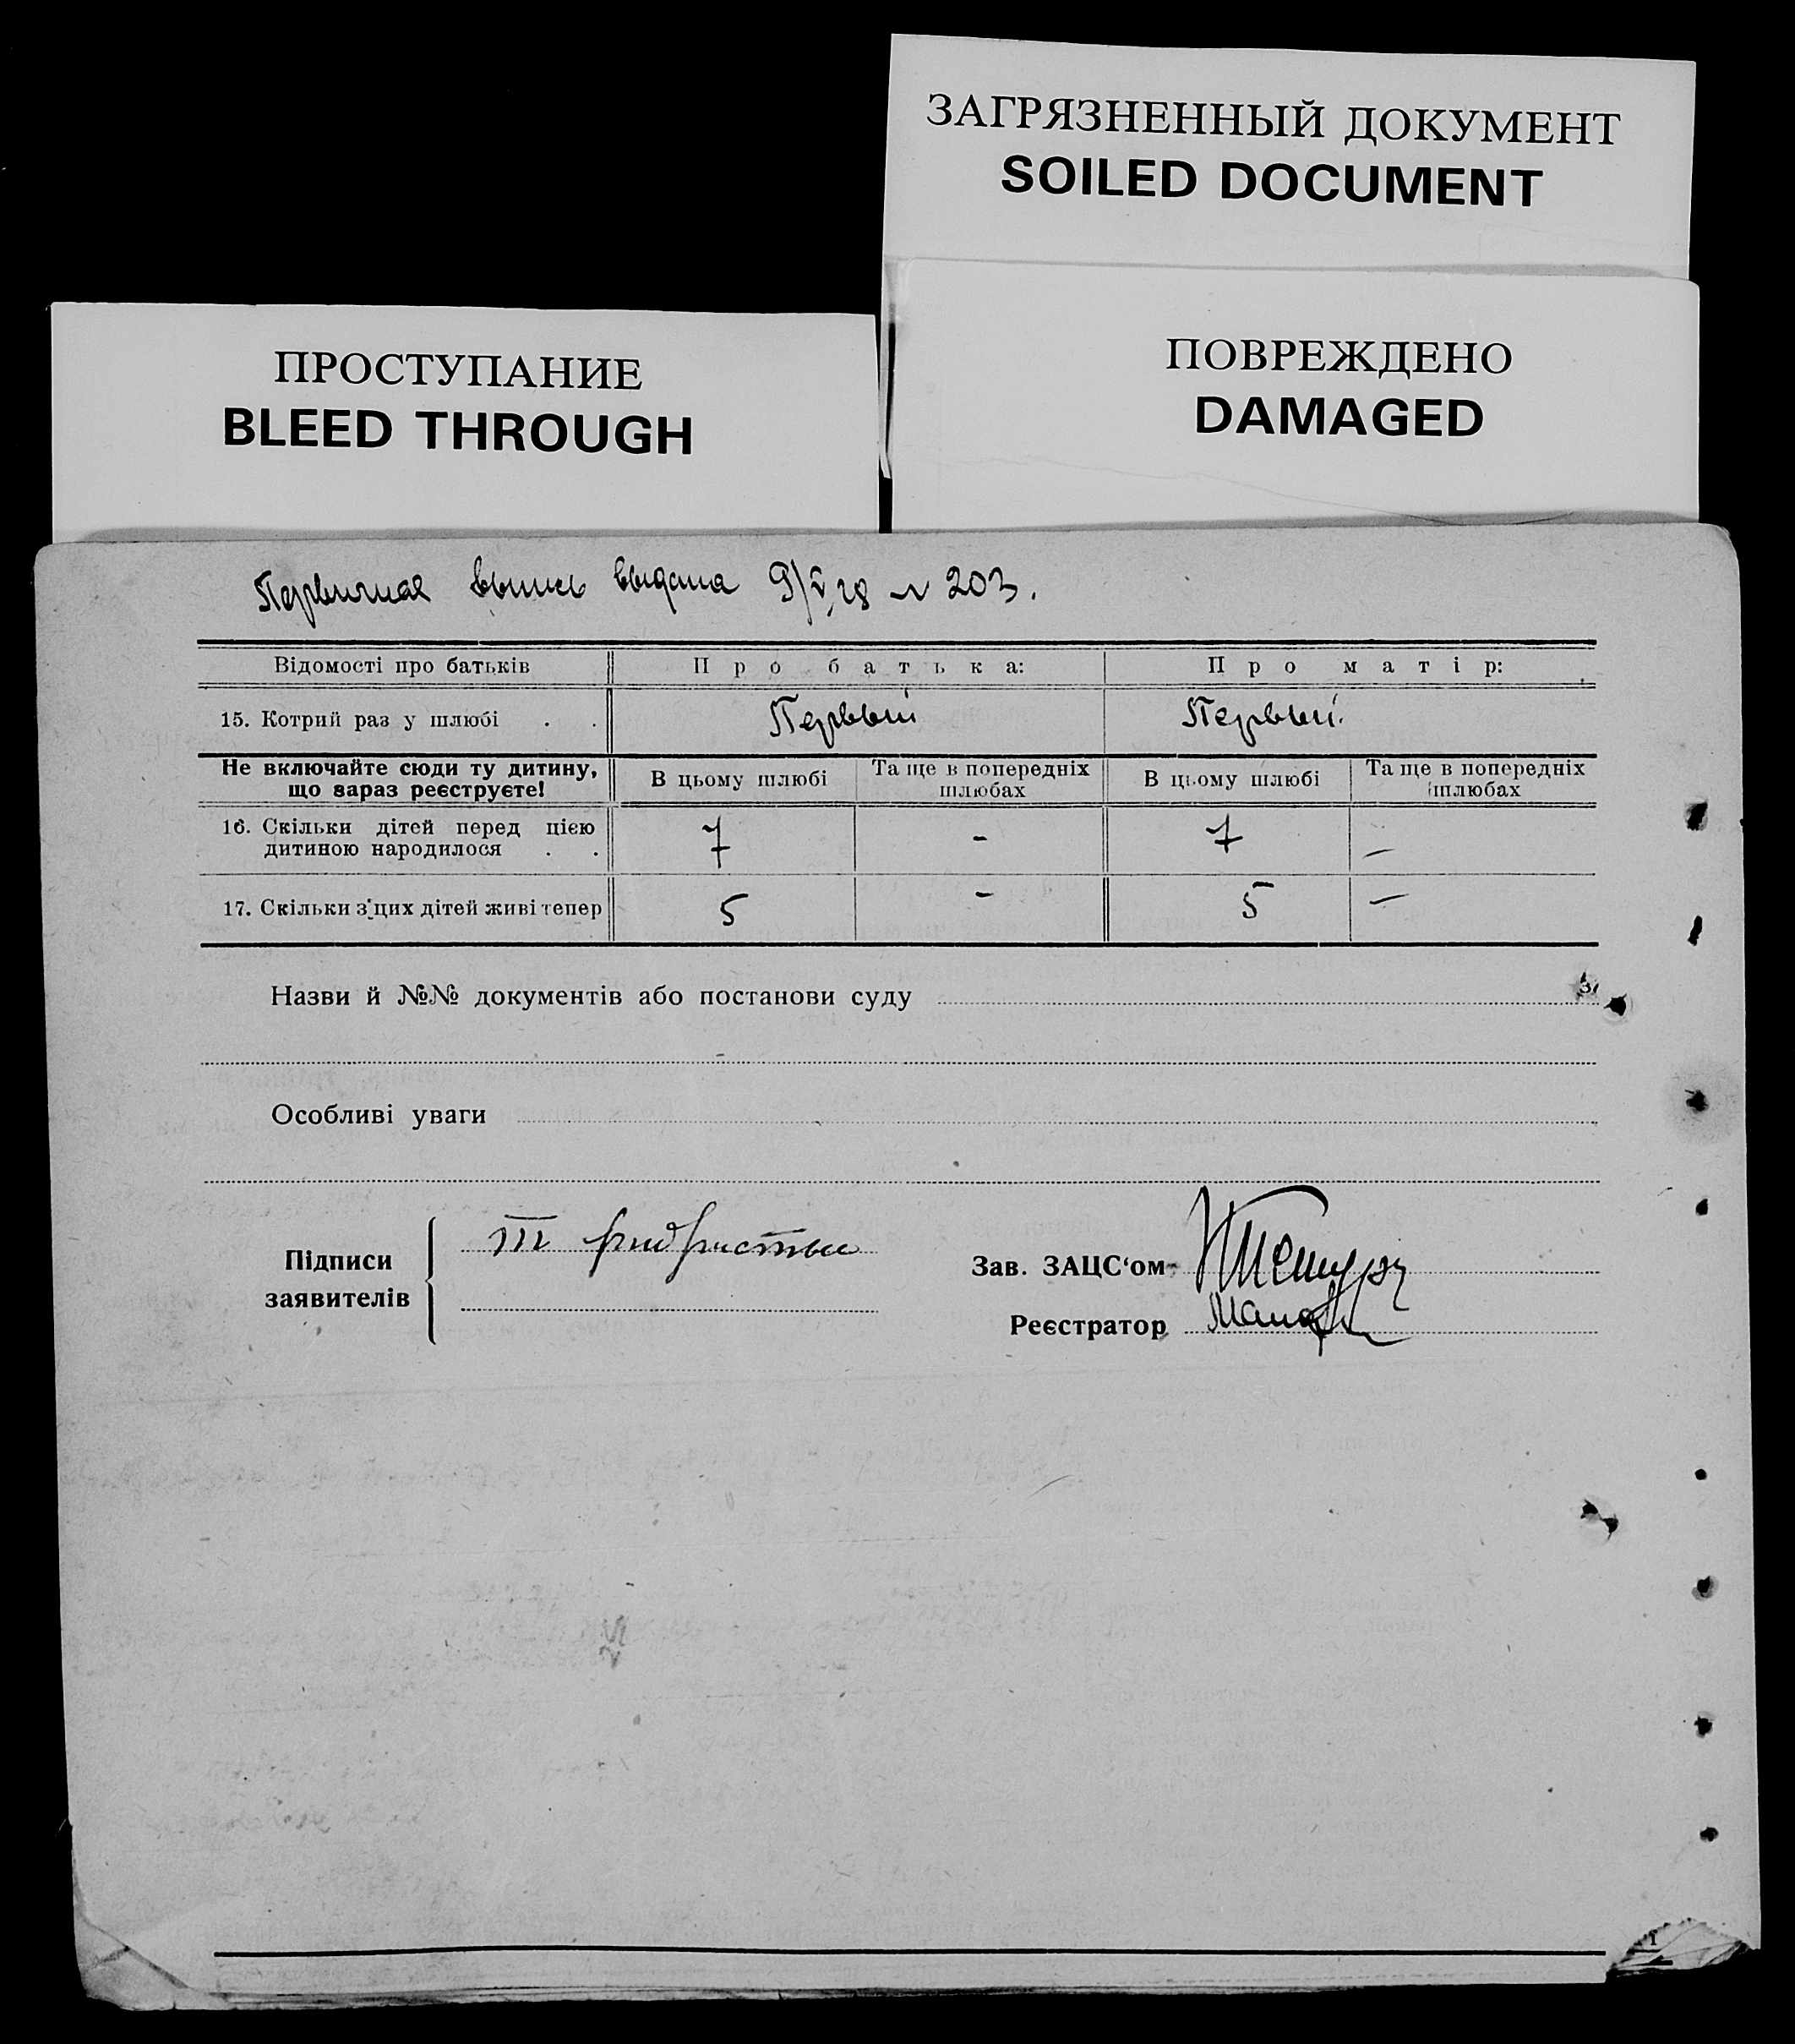 ЗАГРЯЗНЕННЫЙ ДОКУМЕНТ
SOILED DOCUMENT
ПРОСТУПАНИЕ
BLEED THROUGH
ПОВРЕЖДЕНО
DAMAGED
Первичная выпись выдана 9/V 28 № 203.
Відомості про батьків Про батька: Про матір:
15. Котрий раз у шлюбі . . Первый Первый.
Не включайте сюди ту дитину, що зараз реєструєте! В цьому шлюбі Та ще в попередніх шлюбах В цьому шлюбі Та ще в попередніх шлюбах
16. Скільки дітей перед цією дитиною народилося . . 7 - 7 -
17. Скільки з цих дітей живі тепер 5 - 5 -
Назви й №№ документів або постанови суду
Особливі уваги
Підписи заявителів
Зав. ЗАЦС'ом
Реєстратор